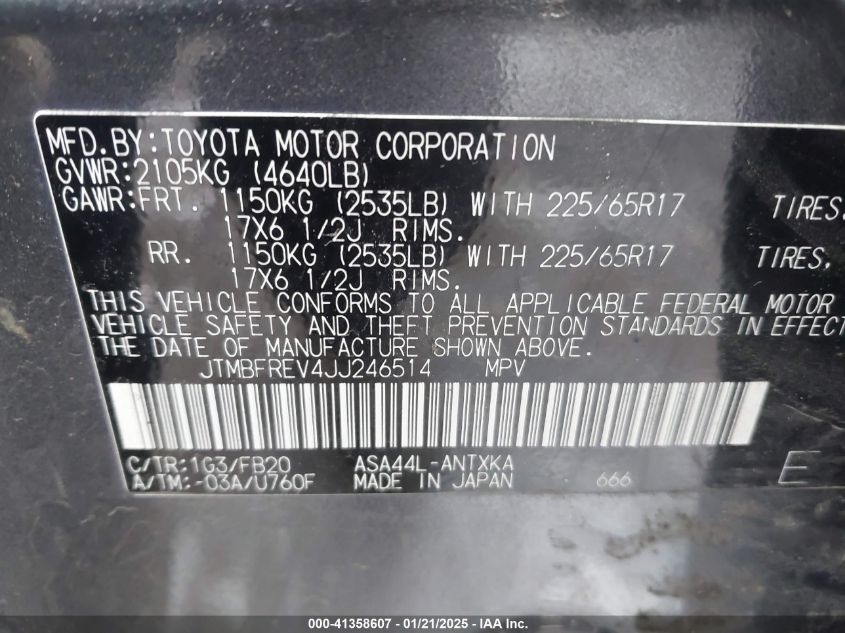 MFD.BY:TOYOTA MOTOR CORPORATION
GVWR:2105KG (4640LB)
GAWR:FRT. 1150KG (2535LB) WITH 225/65R17 TIRES.
17X6 1/2J RIMS.
RR. 1150KG (2535LB) WITH 225/65R17 TIRES,
17X6 1/2J RIMS.
THIS VEHICLE CONFORMS TO ALL APPLICABLE FEDERAL MOTOR
VEHICLE SAFETY AND THEFT PREVENTION STANDARDS IN EFFECT
THE DATE OF MANUFACTURE SHOWN ABOVE.
JTMBFREV4JJ246514 MPV
C/TR:1G3/FB20 ASA44L-ANTXKA
A/TM:-03A/U760F MADE IN JAPAN 666 E
000-41358607 / 01/21/2025 - IAA Inc.